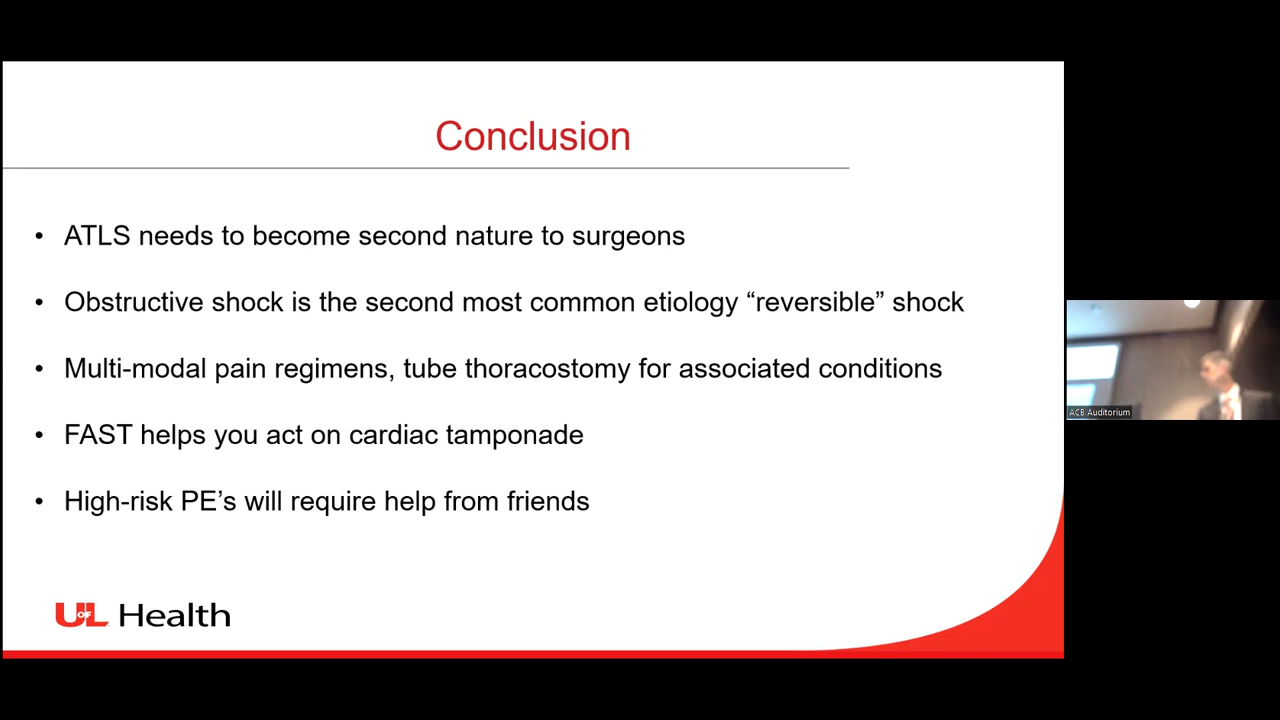 Conclusion
• ATLS needs to become second nature to surgeons
• Obstructive shock is the second most common etiology “reversible” shock
• Multi-modal pain regimens, tube thoracostomy for associated conditions
• FAST helps you act on cardiac tamponade
• High-risk PE’s will require help from friends
UofL Health
ACB Auditorium